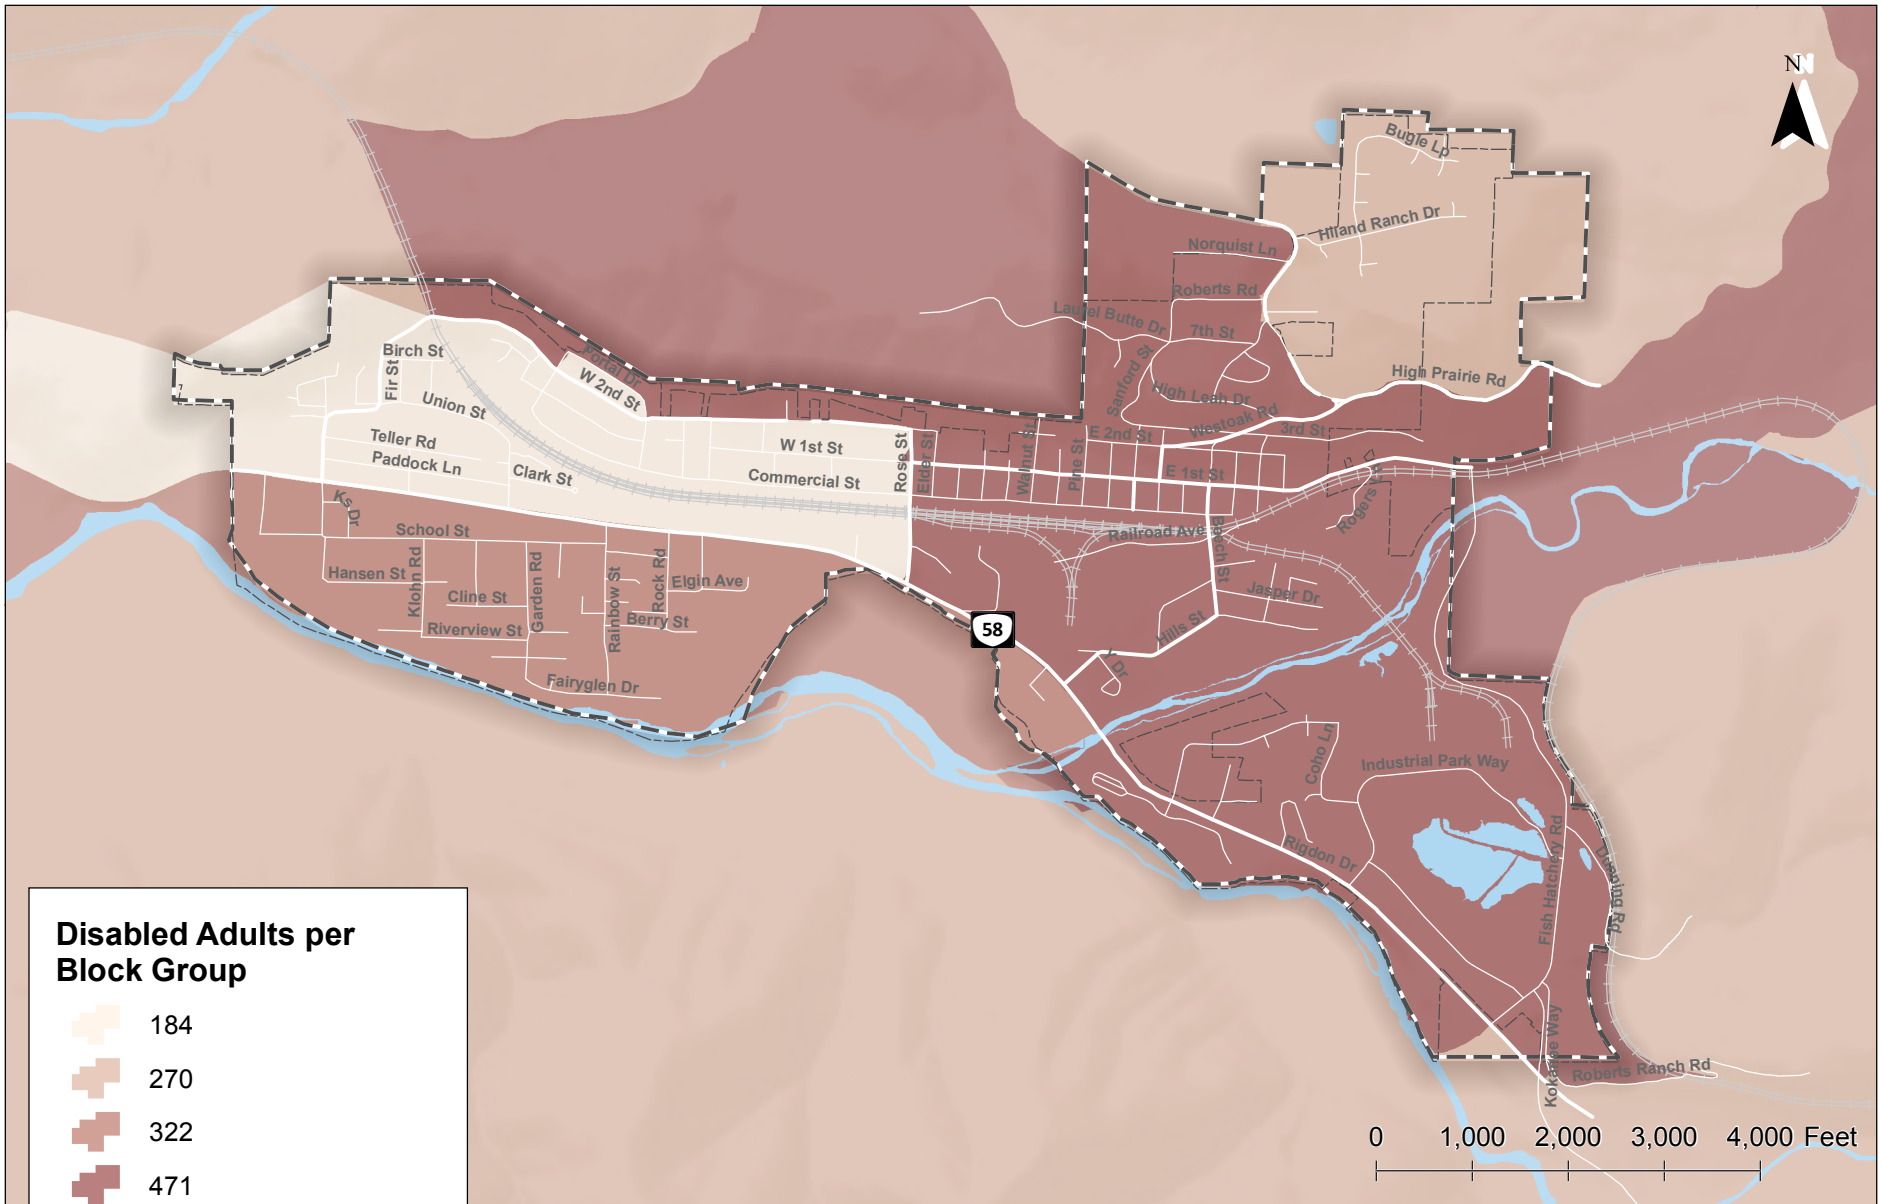 N
Bugle Lp
Hiland Ranch Dr
Norquist Ln
Roberts Rd
Laurel Butte Dr
7th St
Sanford St
High Leah Dr
High Prairie Rd
Westoak Rd
3rd St
Birch St
Fir St
Portal Dr
W 2nd St
Union St
Teller Rd
Paddock Ln
Clark St
W 1st St
Commercial St
Rose St
Elder St
Walnut St
Pine St
E 2nd St
E 1st St
Rogers Ln
Ks Dr
School St
Railroad Ave
Beech St
Hansen St
Klohn Rd
Cline St
Garden Rd
Rainbow St
Rock Rd
Elgin Ave
Berry St
Riverview St
Fairyglen Dr
Jasper Dr
Hills St
58
Coho Ln
Industrial Park Way
Rigdon Dr
Fish Hatchery Rd
Dunning Rd
Kokanee Way
Roberts Ranch Rd
Disabled Adults per
Block Group
184
270
322
471
0 1,000 2,000 3,000 4,000 Feet